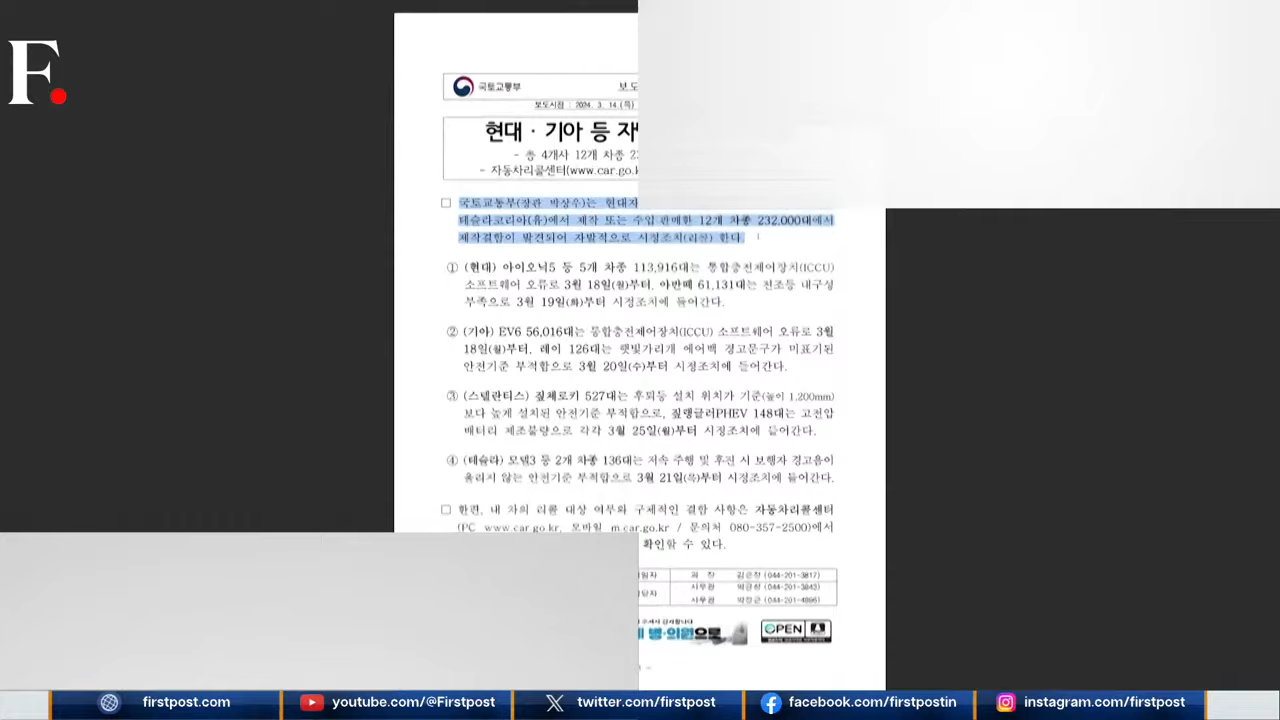 F.
국토교통부
보도시점 : 2024. 3. 14.(목)
현대 · 기아 등
- 총 4개사 12개 차종
- 자동차리콜센터(www.car.go.k
□ 국토교통부(장관 박상우)는 현대자
테슬라코리아(유)에서 제작 또는 수입 판매한 12개 차종 232,000대에서
제작결함이 발견되어 자발적으로 시정조치(리콜) 한다.
① (현대) 아이오닉5 등 5개 차종 113,916대는 통합충전제어장치(ICCU)
소프트웨어 오류로 3월 18일(월)부터, 아반떼 61,131대는 전조등 내구성
부족으로 3월 19일(화)부터 시정조치에 들어간다.
② (기아) EV6 56,016대는 통합충전제어장치(ICCU) 소프트웨어 오류로 3월
18일(월)부터, 레이 126대는 햇빛가리개 에어백 경고문구가 미표기된
안전기준 부적합으로 3월 20일(수)부터 시정조치에 들어간다.
③ (스텔란티스) 짚체로키 527대는 후퇴등 설치 위치가 기준(높이 1,200mm)
보다 높게 설치된 안전기준 부적합으로, 짚랭글러PHEV 148대는 고전압
배터리 제조불량으로 각각 3월 25일(월)부터 시정조치에 들어간다.
④ (테슬라) 모델3 등 2개 차종 136대는 저속 주행 및 후진 시 보행자 경고음이
울리지 않는 안전기준 부적합으로 3월 21일(목)부터 시정조치에 들어간다.
□ 한편, 내 차의 리콜 대상 여부와 구체적인 결함 사항은 자동차리콜센터
(PC www.car.go.kr, 모바일 m.car.go.kr / 문의처 080-357-2500)에서
확인할 수 있다.
과 장 (044-201-3817)
사무관 (044-201-3843)
사무관 (044-201-4996)
병·의원으로
OPEN
firstpost.com
youtube.com/@Firstpost
twitter.com/firstpost
facebook.com/firstpostin
instagram.com/firstpost